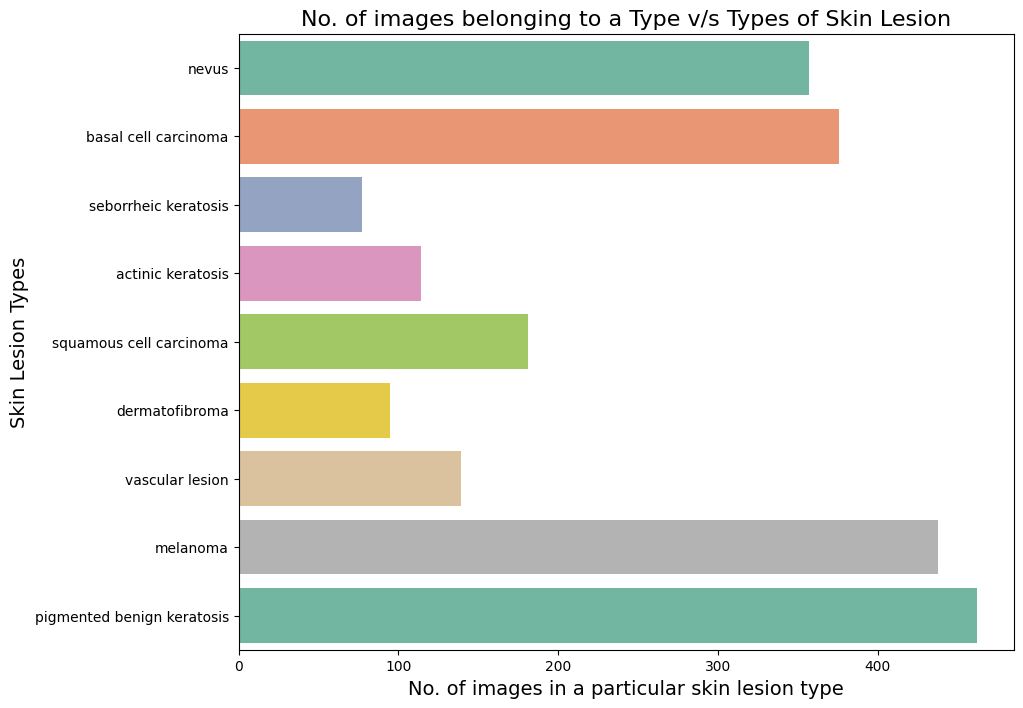 No. of images belonging to a Type v/s Types of Skin Lesion
Skin Lesion Types
nevus
basal cell carcinoma
seborrheic keratosis
actinic keratosis
squamous cell carcinoma
dermatofibroma
vascular lesion
melanoma
pigmented benign keratosis
0 100 200 300 400
No. of images in a particular skin lesion type